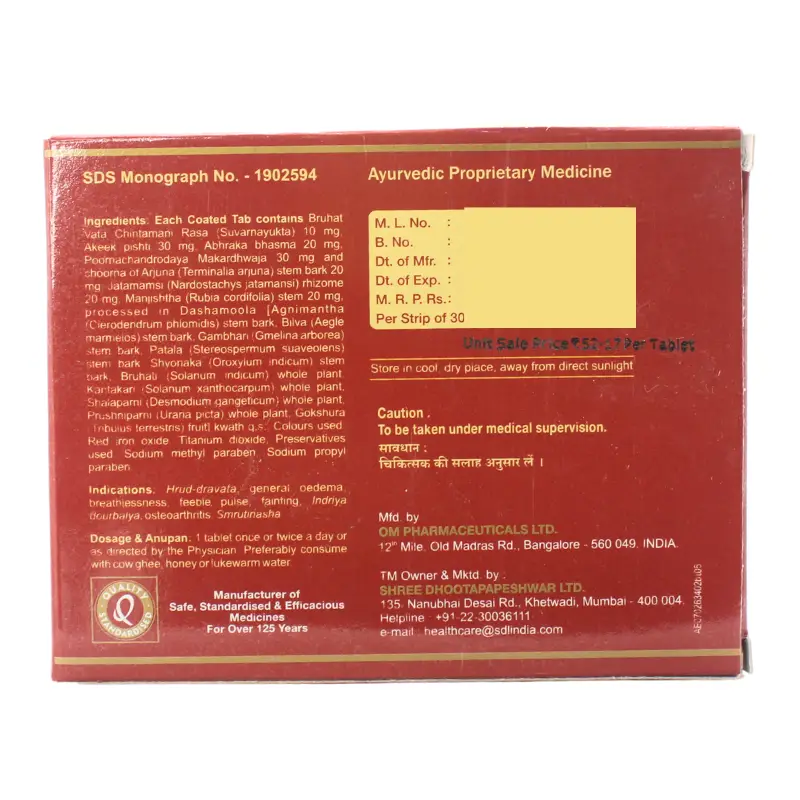 SDS Monograph No. - 1902594
Ingredients: Each Coated Tab contains Bruhat
Vata Chintamani Rasa (Suvarnayukta) 10 mg,
Akeek pishti 30 mg, Abhraka bhasma 20 mg,
Poornachandrodaya Makardhwaja 30 mg and
choorna of Arjuna (Terminalia arjuna) stem bark 20
mg, Jatamamsi (Nardostachys jatamansi) rhizome
20 mg, Manjishtha (Rubia cordifolia) stem 20 mg,
processed in Dashamoola [Agnimantha
(Clerodendrum phlomidis) stem bark, Bilva (Aegle
marmelos) stem bark, Gambhari (Gmelina arborea)
stem bark, Patala (Stereospermum suaveolens)
stem bark, Shyonaka (Oroxylum indicum) stem
bark, Bruhati (Solanum indicum) whole plant,
Kantakari (Solanum xanthocarpum) whole plant,
Shalaparni (Desmodium gangeticum) whole plant,
Prushniparni (Uraria picta) whole plant, Gokshura
(Tribulus terrestris) fruit] kwath q.s. Colours used:
Red iron oxide, Titanium dioxide, Preservatives
used: Sodium methyl paraben, Sodium propyl
paraben.
Indications: Hrud-dravata, general oedema,
breathlessness, feeble pulse, fainting, Indriya
dourbalya, osteoarthritis, Smrutinasha
Dosage & Anupan: 1 tablet once or twice a day or
as directed by the Physician. Preferably consume
with cow ghee, honey or lukewarm water.
QUALITY
Q
STANDARDISED
Manufacturer of
Safe, Standardised & Efficacious
Medicines
For Over 125 Years
Ayurvedic Proprietary Medicine
M. L. No. :
B. No. :
Dt. of Mfr. :
Dt. of Exp. :
M. R. P. Rs.:
Per Strip of 30
Unit Sale Price ₹52.17 Per Tablet
Store in cool, dry place, away from direct sunlight
Caution :
To be taken under medical supervision.
सावधान :
चिकित्सक की सलाह अनुसार लें ।
Mfd. by
OM PHARMACEUTICALS LTD.
12th Mile, Old Madras Rd., Bangalore - 560 049. INDIA.
TM Owner & Mktd. by :
SHREE DHOOTAPAPESHWAR LTD.
135, Nanubhai Desai Rd., Khetwadi, Mumbai - 400 004.
Helpline : +91-22-30036111
e-mail : healthcare@sdlindia.com